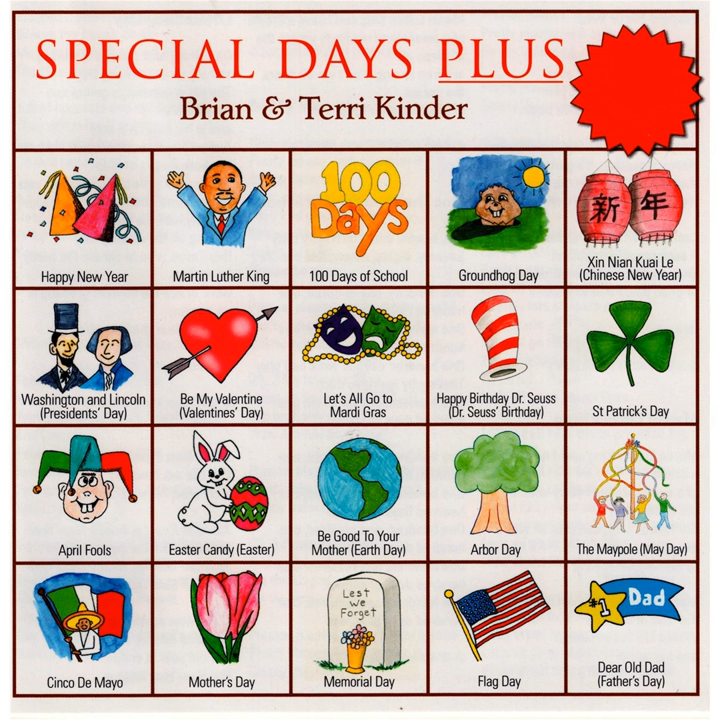 SPECIAL DAYS PLUS
Brian & Terri Kinder
Happy New Year
Martin Luther King
100
Days
100 Days of School
Groundhog Day
新 年
Xin Nian Kuai Le
(Chinese New Year)
Washington and Lincoln
(Presidents' Day)
Be My Valentine
(Valentines' Day)
Let's All Go to
Mardi Gras
Happy Birthday Dr. Seuss
(Dr. Seuss' Birthday)
St Patrick's Day
April Fools
Easter Candy (Easter)
Be Good To Your
Mother (Earth Day)
Arbor Day
The Maypole (May Day)
Cinco De Mayo
Mother's Day
Lest
We
Forget
Memorial Day
Flag Day
#1 Dad
Dear Old Dad
(Father's Day)